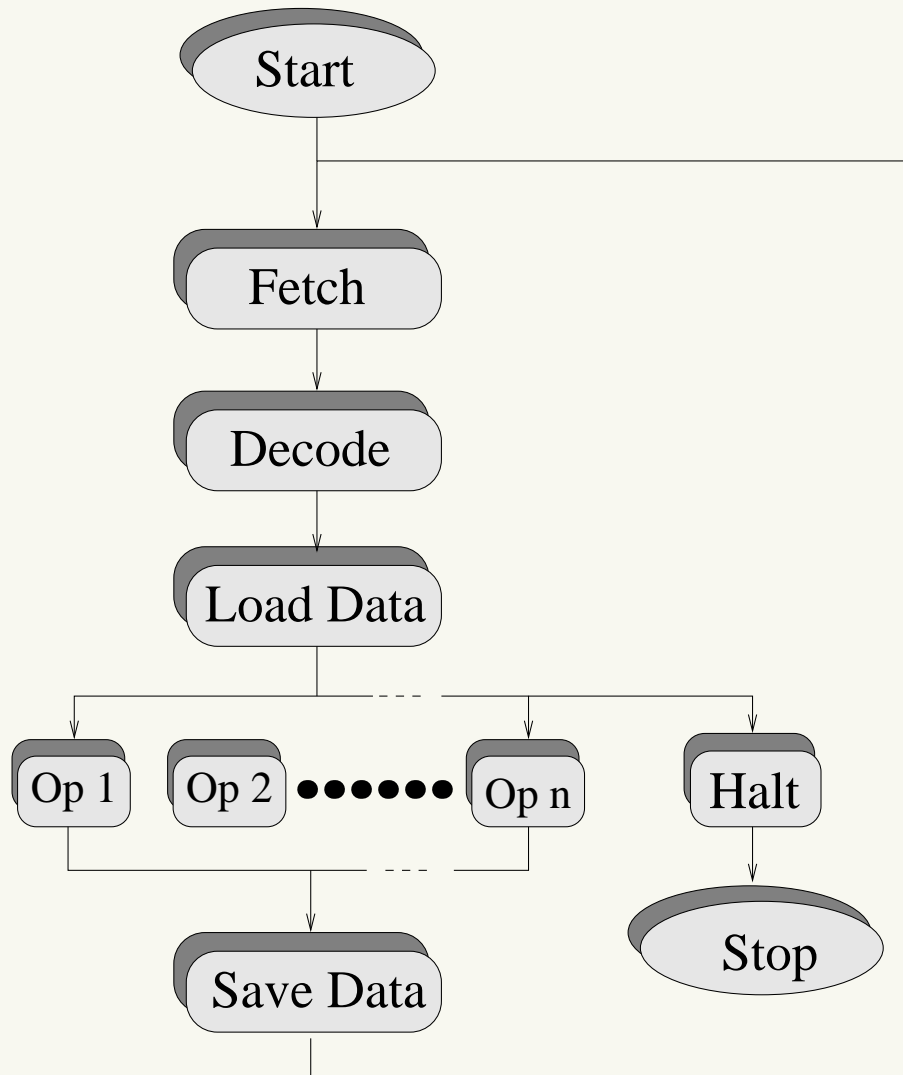 Start
Fetch
Decode
Load Data
Op 1
Op 2
Op n
Halt
Stop
Save Data